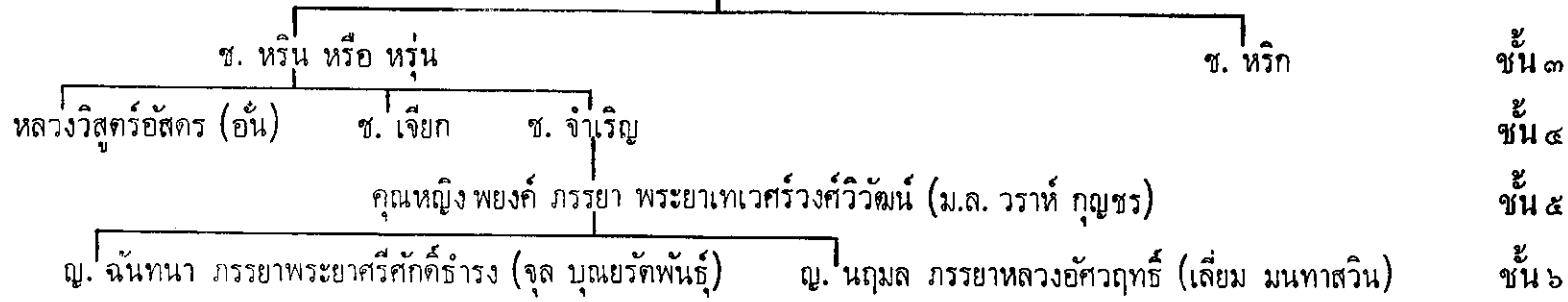 ช. หริน หรือ หรุ่น ช. หริก ชั้น ๓
หลวงวิสูตร์อัสดร (อั๋น) ช. เจียก ช. จำเริญ ชั้น ๔
คุณหญิง พยงค์ ภรรยา พระยาเทเวศร์วงศ์วิวัฒน์ (ม.ล. วราห์ กุญชร) ชั้น ๕
ญ. ฉันทนา ภรรยาพระยาศรีศักดิ์ธำรง (จุล บุณยรัตพันธุ์) ญ. นฤมล ภรรยาหลวงอัศวฤทธิ์ (เลี่ยม มนทาสวิน) ชั้น ๖